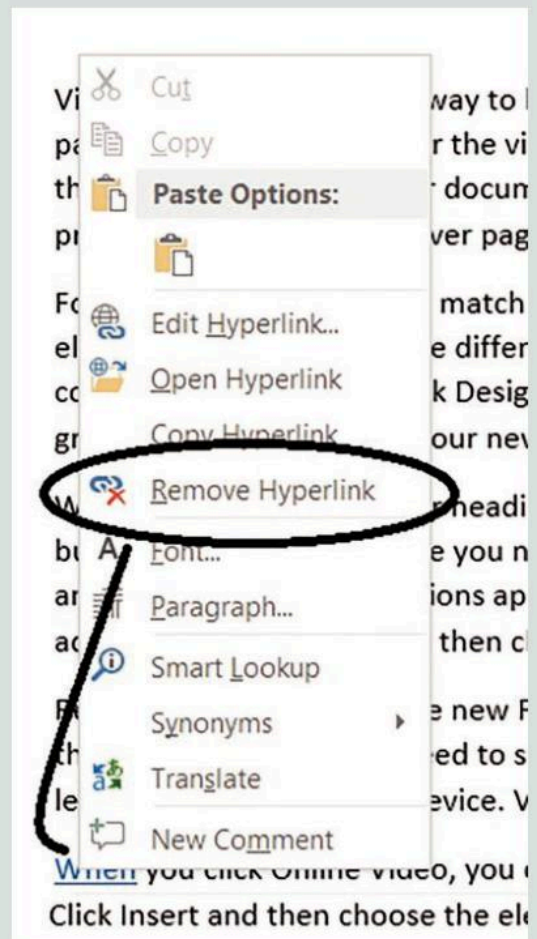 Cut
Copy
Paste Options:
Edit Hyperlink...
Open Hyperlink
Copy Hyperlink
Remove Hyperlink
Font...
Paragraph...
Smart Lookup
Synonyms
Translate
New Comment
way to
r the vi
docum
ver pag
match
e differ
k Desig
our nev
headi
e you n
ions ap
then c
e new
ed to s
evice. V
When you click Online Video, you
Click Insert and then choose the ele